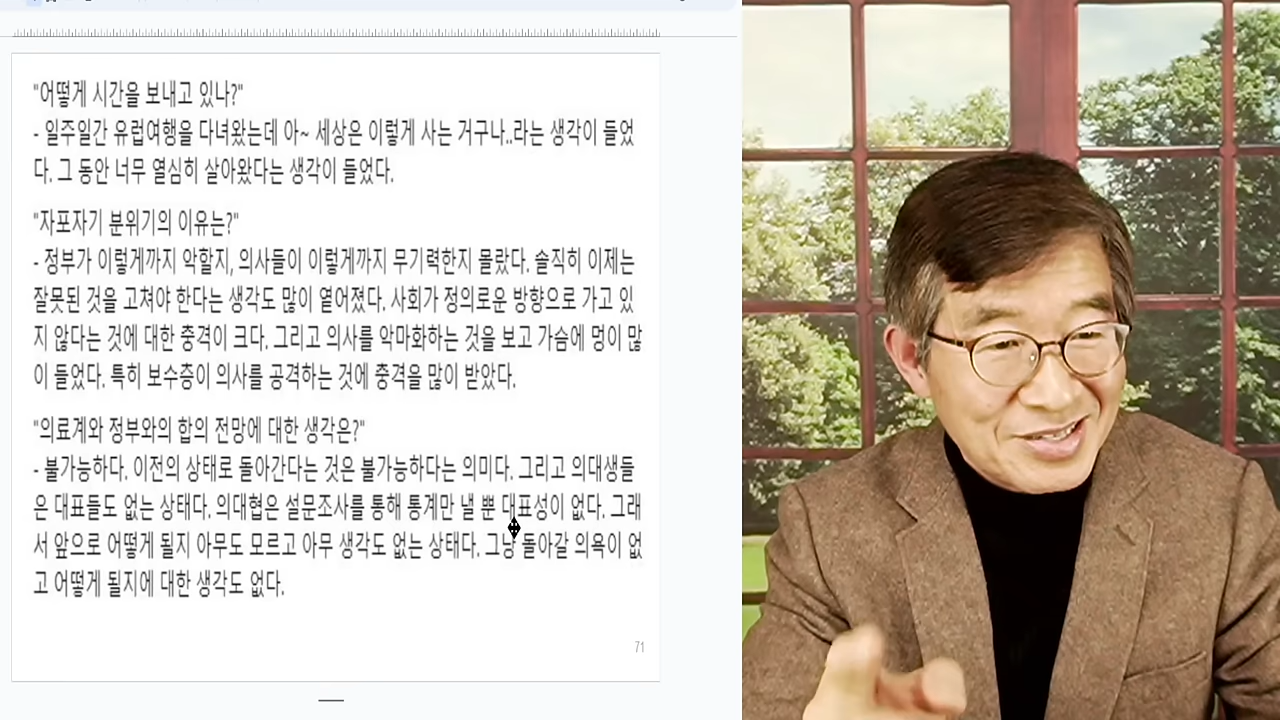 "어떻게 시간을 보내고 있나?"
- 일주일간 유럽여행을 다녀왔는데 아~ 세상은 이렇게 사는 거구나..라는 생각이 들었
다. 그 동안 너무 열심히 살아왔다는 생각이 들었다.
"자포자기 분위기의 이유는?"
- 정부가 이렇게까지 악할지, 의사들이 이렇게까지 무기력한지 몰랐다. 솔직히 이제는
잘못된 것을 고쳐야 한다는 생각도 많이 옅어졌다. 사회가 정의로운 방향으로 가고 있
지 않다는 것에 대한 충격이 크다. 그리고 의사를 악마화하는 것을 보고 가슴에 멍이 많
이 들었다. 특히 보수층이 의사를 공격하는 것에 충격을 많이 받았다.
"의료계와 정부와의 합의 전망에 대한 생각은?"
- 불가능하다. 이전의 상태로 돌아간다는 것은 불가능하다는 의미다. 그리고 의대생들
은 대표들도 없는 상태다. 의대협은 설문조사를 통해 통계만 낼 뿐 대표성이 없다. 그래
서 앞으로 어떻게 될지 아무도 모르고 아무 생각도 없는 상태다. 그냥 돌아갈 의욕이 없
고 어떻게 될지에 대한 생각도 없다.
71